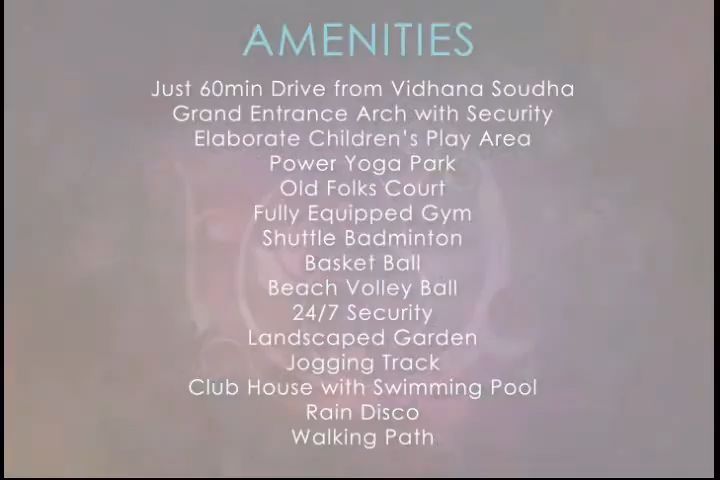 AMENITIES
Just 60min Drive from Vidhana Soudha
Grand Entrance Arch with Security
Elaborate Children's Play Area
Power Yoga Park
Old Folks Court
Fully Equipped Gym
Shuttle Badminton
Basket Ball
Beach Volley Ball
24/7 Security
Landscaped Garden
Jogging Track
Club House with Swimming Pool
Rain Disco
Walking Path